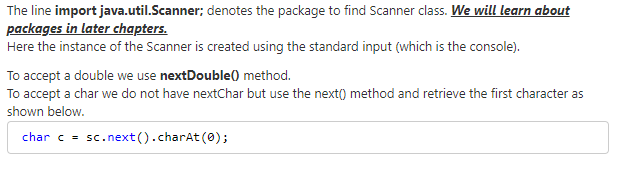 The line import java.util.Scanner; denotes the package to find Scanner class. We will learn about
packages in later chapters.
Here the instance of the Scanner is created using the standard input (which is the console).
To accept a double we use nextDouble() method.
To accept a char we do not have nextChar but use the next() method and retrieve the first character as
shown below.
char c = sc.next().charAt(0);